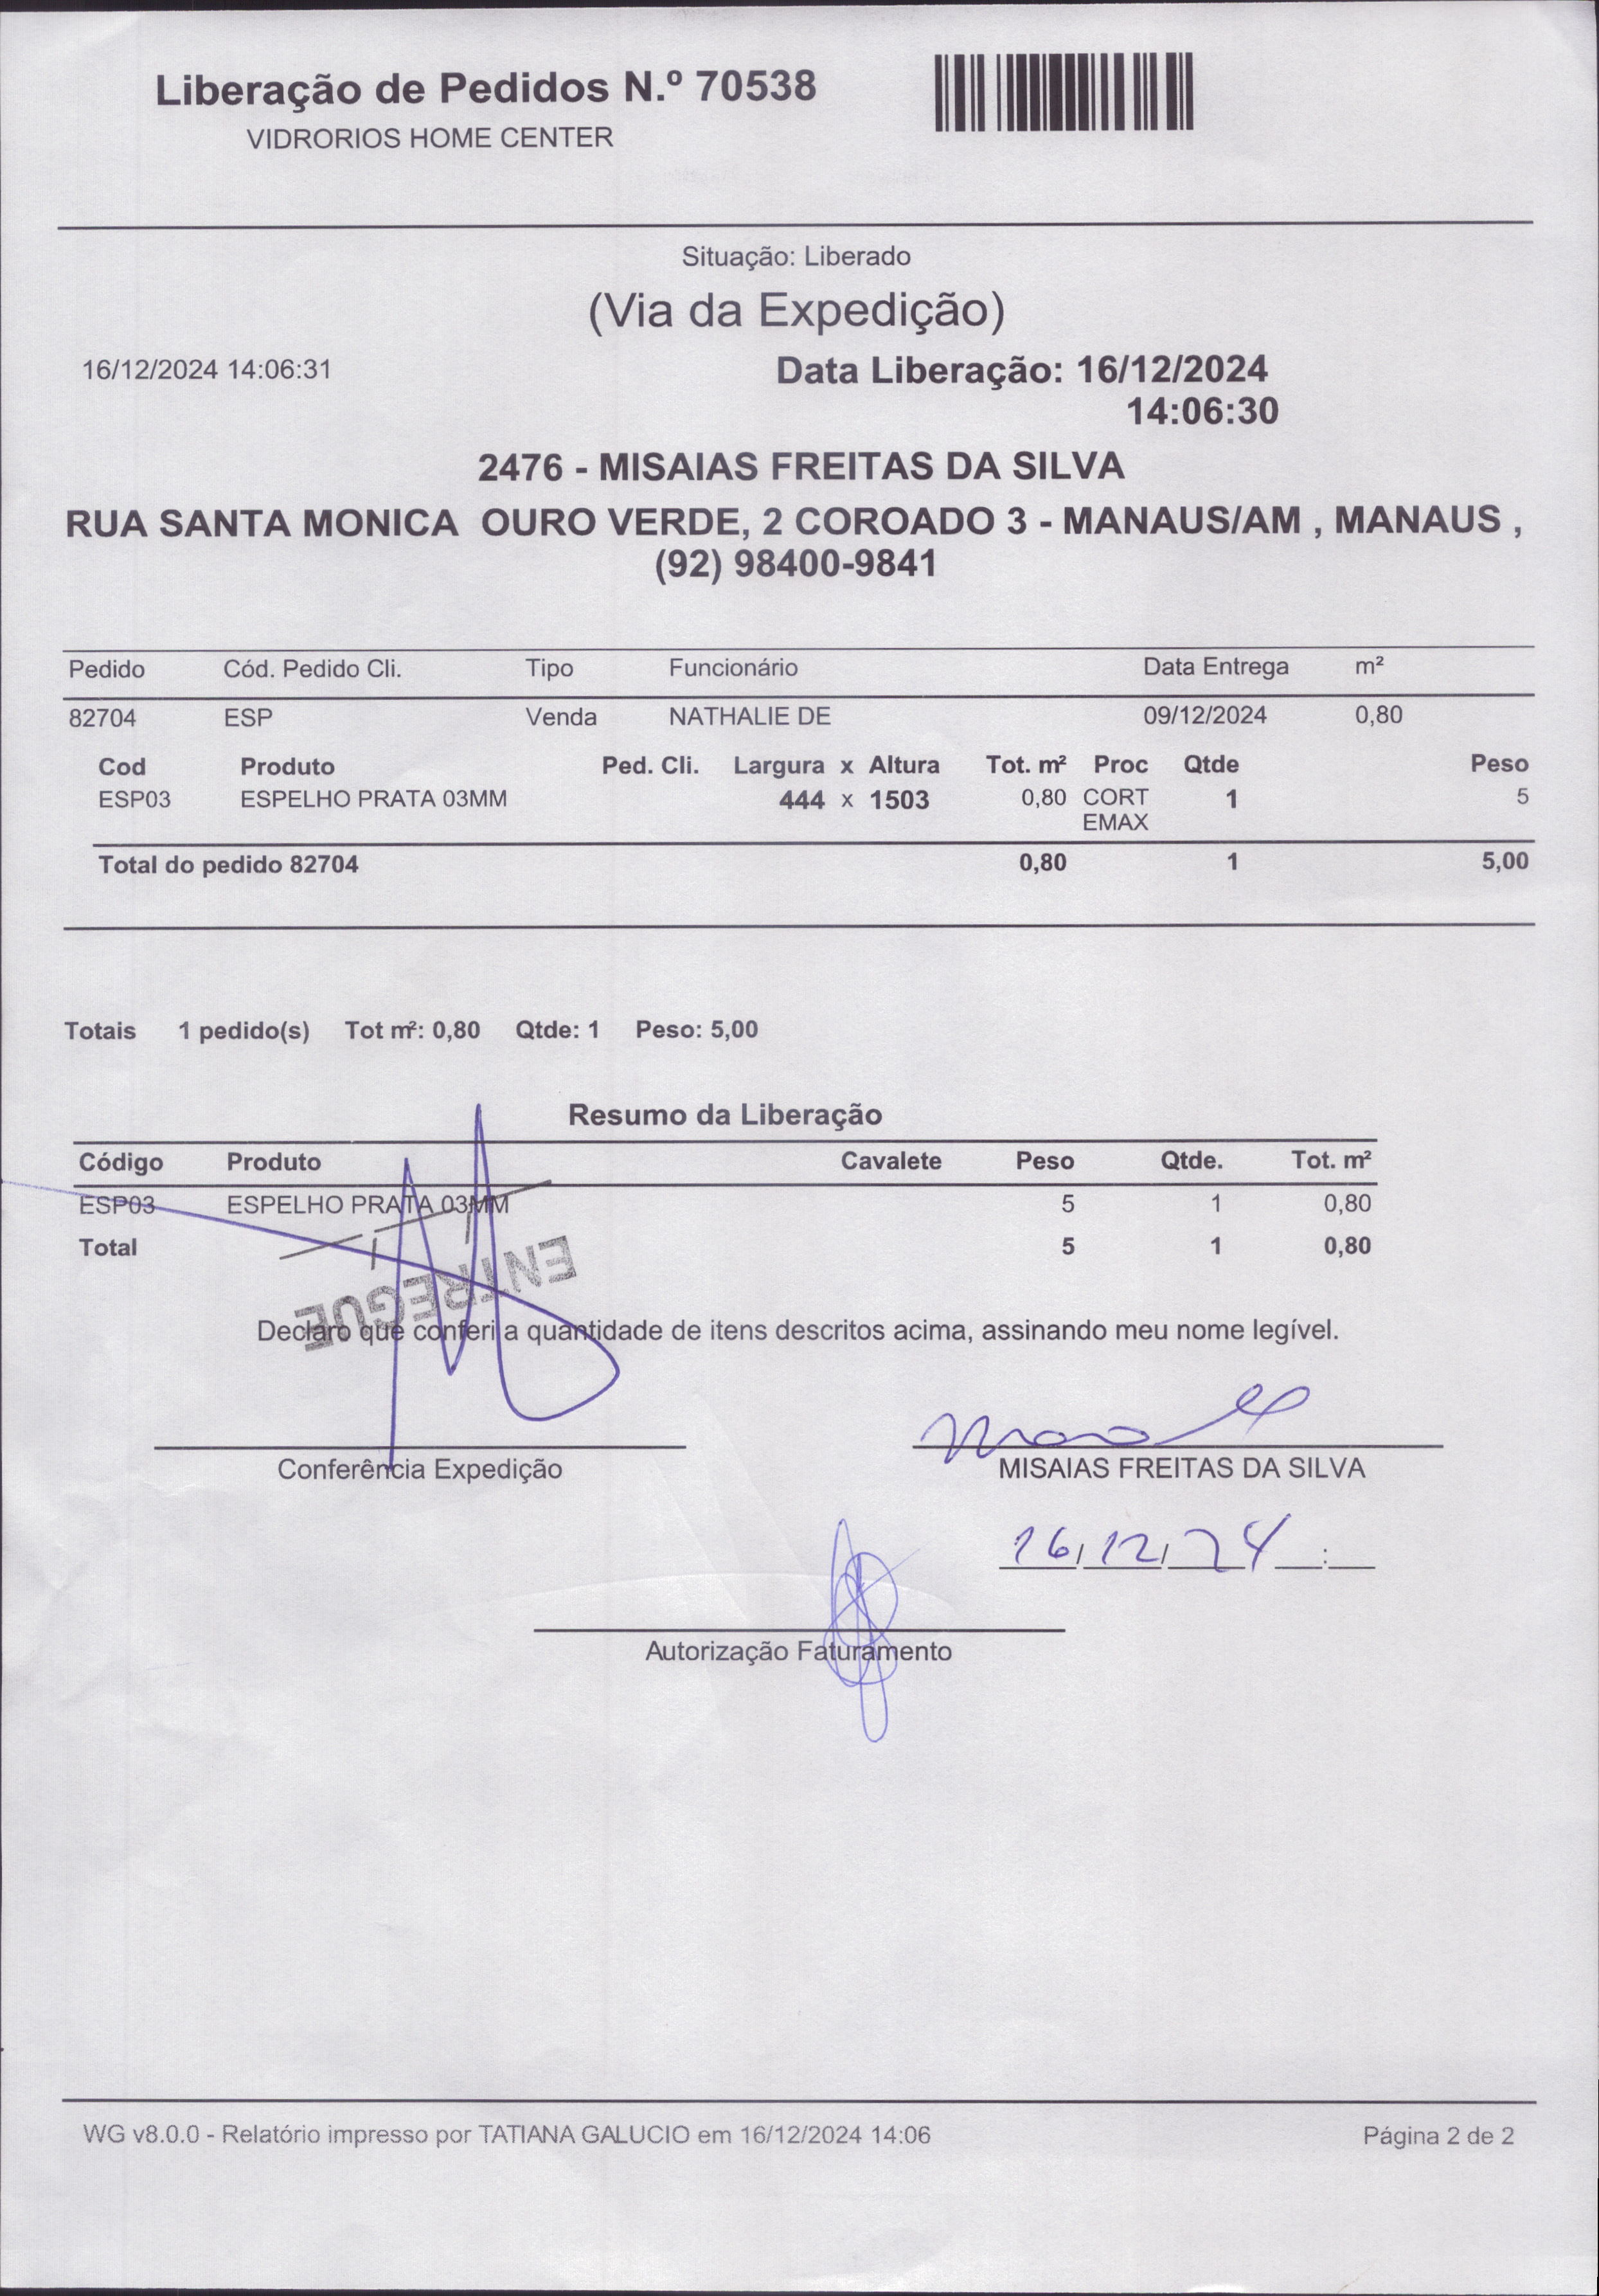 Liberação de Pedidos N.º 70538
VIDRORIOS HOME CENTER
Situação: Liberado
(Via da Expedição)
16/12/2024 14:06:31
Data Liberação: 16/12/2024
14:06:30
2476 - MISAIAS FREITAS DA SILVA
RUA SANTA MONICA OURO VERDE, 2 COROADO 3 - MANAUS/AM , MANAUS ,
(92) 98400-9841
Pedido Cód. Pedido Cli. Tipo Funcionário Data Entrega m²
82704 ESP Venda NATHALIE DE 09/12/2024 0,80
Cod Produto Ped. Cli. Largura x Altura Tot. m² Proc Qtde Peso
ESP03 ESPELHO PRATA 03MM 444 x 1503 0,80 CORT 1 5
EMAX
Total do pedido 82704 0,80 1 5,00
Totais 1 pedido(s) Tot m²: 0,80 Qtde: 1 Peso: 5,00
Resumo da Liberação
Código Produto Cavalete Peso Qtde. Tot. m²
ESP03 ESPELHO PRATA 03MM 5 1 0,80
Total 5 1 0,80
ENTREGUE
Declaro que conferi a quantidade de itens descritos acima, assinando meu nome legível.
Conferência Expedição
MISAIAS FREITAS DA SILVA
16/12/24 __:__
Autorização Faturamento
WG v8.0.0 - Relatório impresso por TATIANA GALUCIO em 16/12/2024 14:06
Página 2 de 2